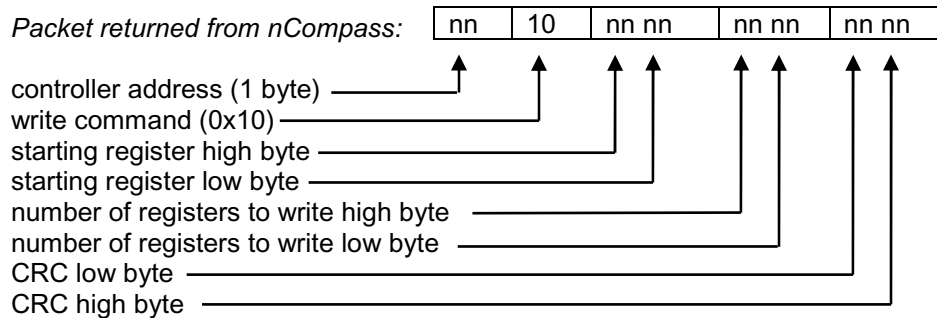 Packet returned from nCompass: nn 10 nn nn nn nn nn nn
controller address (1 byte)
write command (0x10)
starting register high byte
starting register low byte
number of registers to write high byte
number of registers to write low byte
CRC low byte
CRC high byte